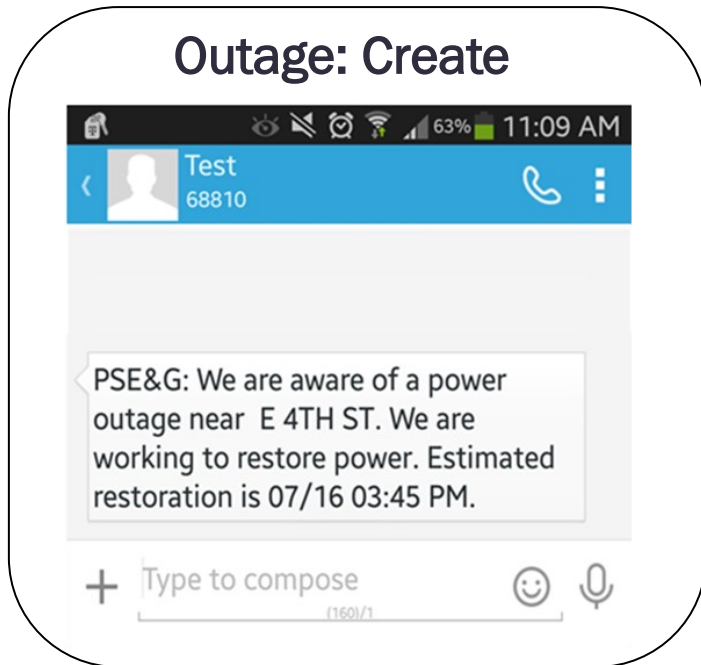 Outage: Create
63% 11:09 AM
Test
68810
PSE&G: We are aware of a power
outage near E 4TH ST. We are
working to restore power. Estimated
restoration is 07/16 03:45 PM.
Type to compose
(160)/1